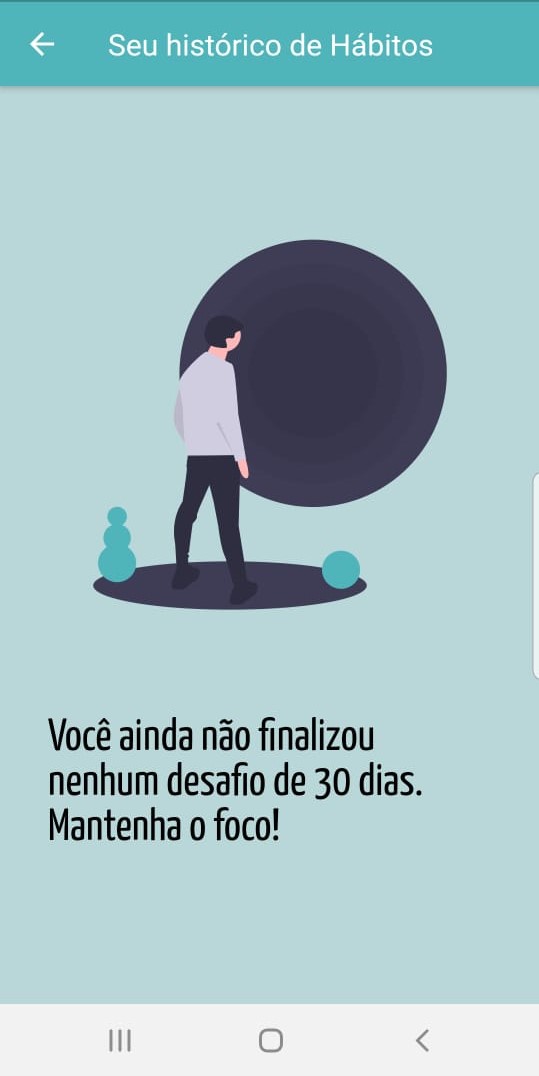 Seu histórico de Hábitos
Você ainda não finalizou
nenhum desafio de 30 dias.
Mantenha o foco!